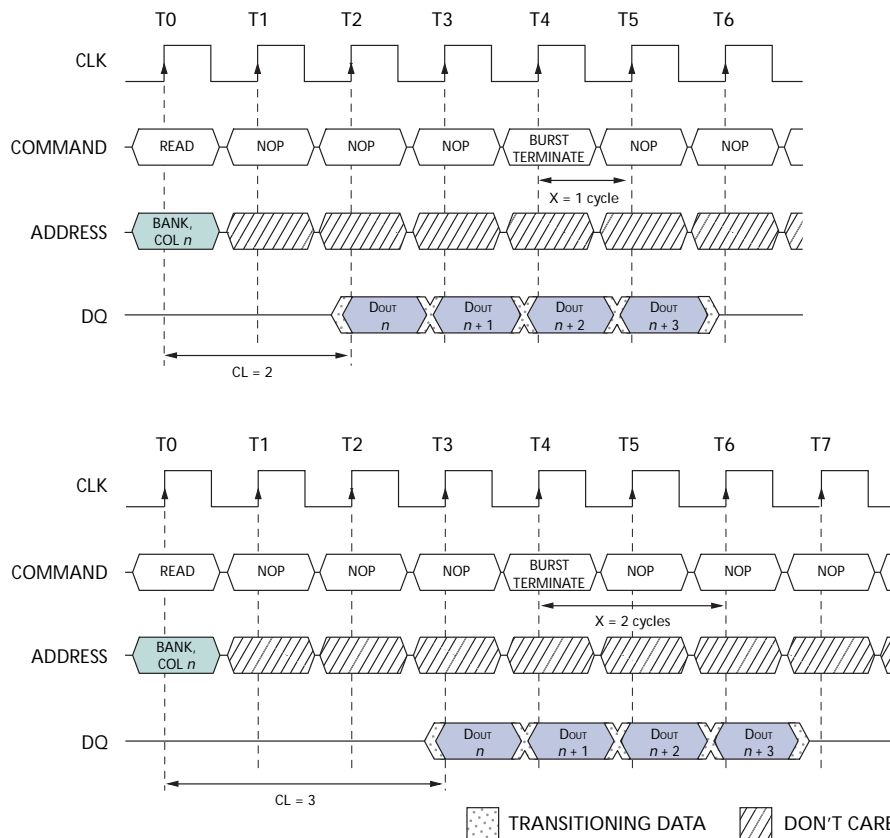 T0 T1 T2 T3 T4 T5 T6
CLK
COMMAND READ NOP NOP NOP BURST TERMINATE NOP NOP
X = 1 cycle
ADDRESS BANK, COL n
DQ DOUT n DOUT n + 1 DOUT n + 2 DOUT n + 3
CL = 2
T0 T1 T2 T3 T4 T5 T6 T7
CLK
COMMAND READ NOP NOP NOP BURST TERMINATE NOP NOP NOP
X = 2 cycles
ADDRESS BANK, COL n
DQ DOUT n DOUT n + 1 DOUT n + 2 DOUT n + 3
CL = 3
TRANSITIONING DATA DON'T CARE